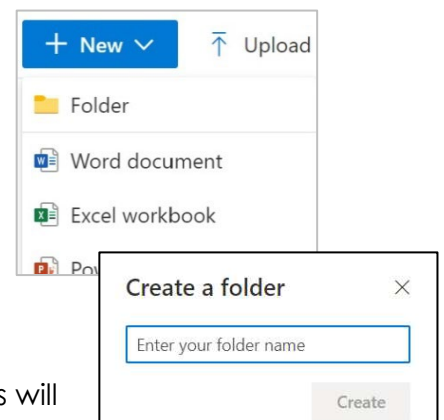 + New Upload
Folder
Word document
Excel workbook
Create a folder
Enter your folder name
Create
s will